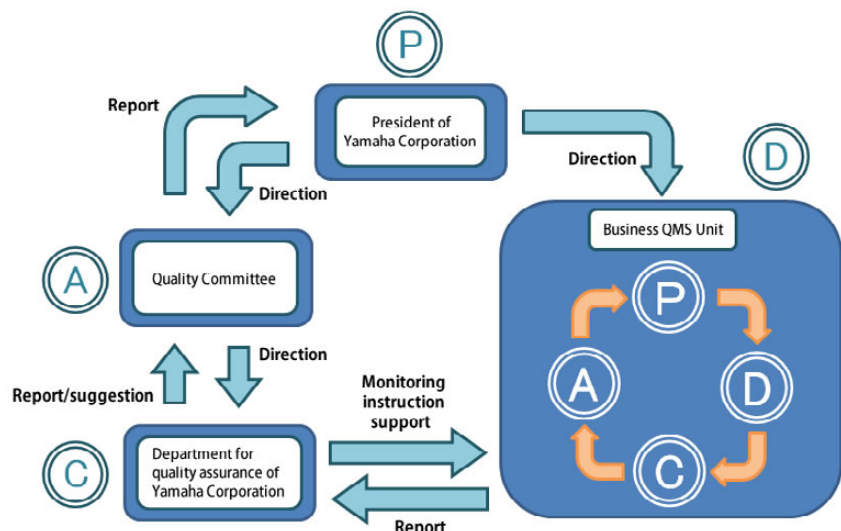 P
Report
President of
Yamaha Corporation
Direction
Direction
D
Business QMS Unit
A
Quality Committee
P
A
D
C
Direction
Report/suggestion
Monitoring
instruction
support
C
Department for
quality assurance of
Yamaha Corporation
Report